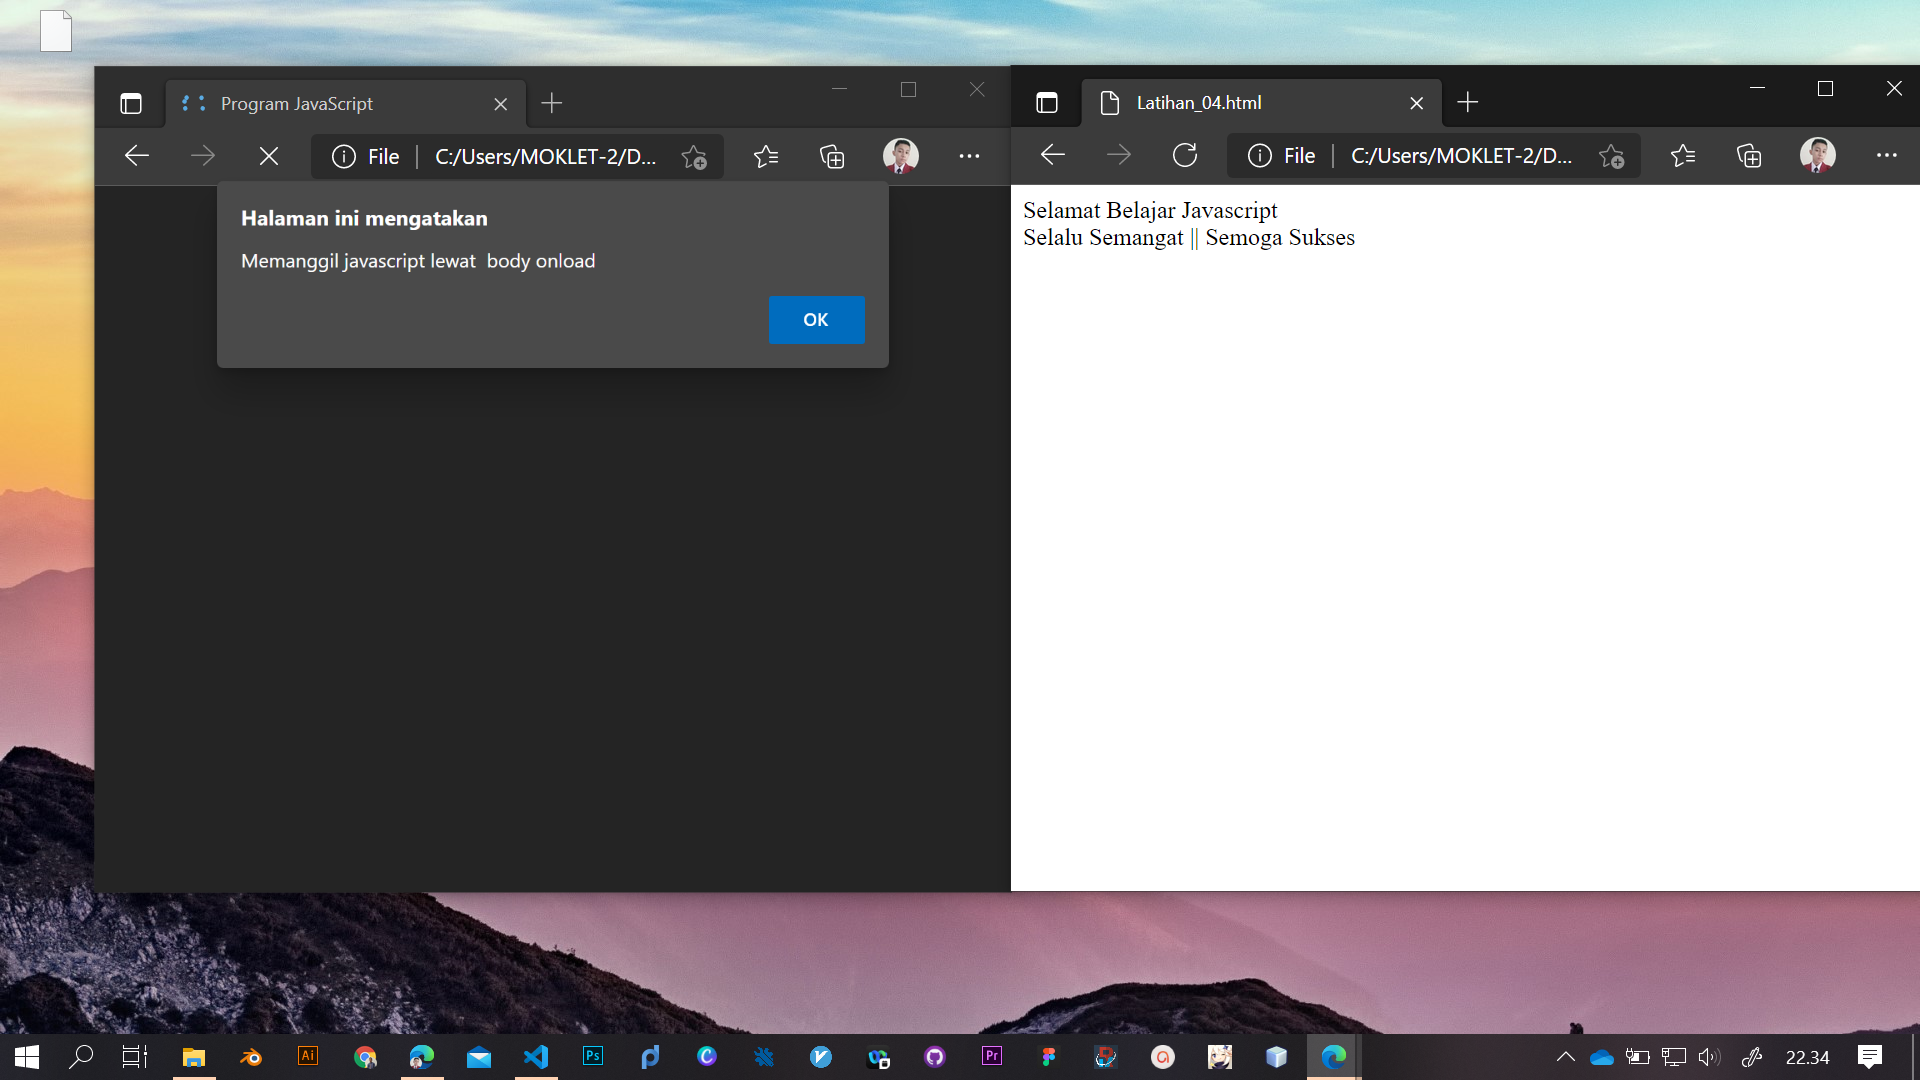 Program JavaScript
File
C:/Users/MOKLET-2/D...
Halaman ini mengatakan
Memanggil javascript lewat  body onload
OK
Latihan_04.html
File
C:/Users/MOKLET-2/D...
Selamat Belajar Javascript
Selalu Semangat || Semoga Sukses
Ai
Ps
Pr
22.34